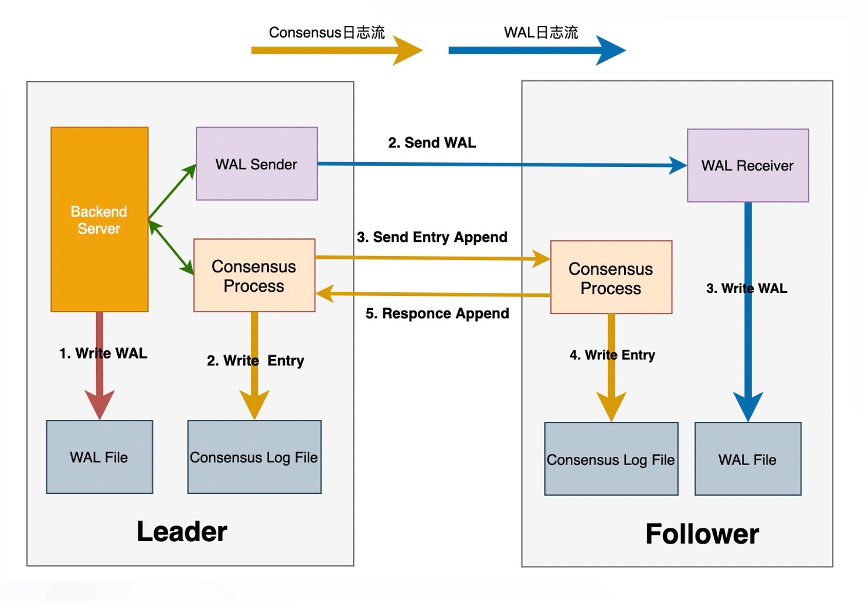 Consensus日志流
WAL日志流
Backend
Server
WAL Sender
2. Send WAL
WAL Receiver
Consensus
Process
3. Send Entry Append
5. Responce Append
Consensus
Process
1. Write WAL
2. Write Entry
4. Write Entry
3. Write WAL
WAL File
Consensus Log File
Consensus Log File
WAL File
Leader
Follower